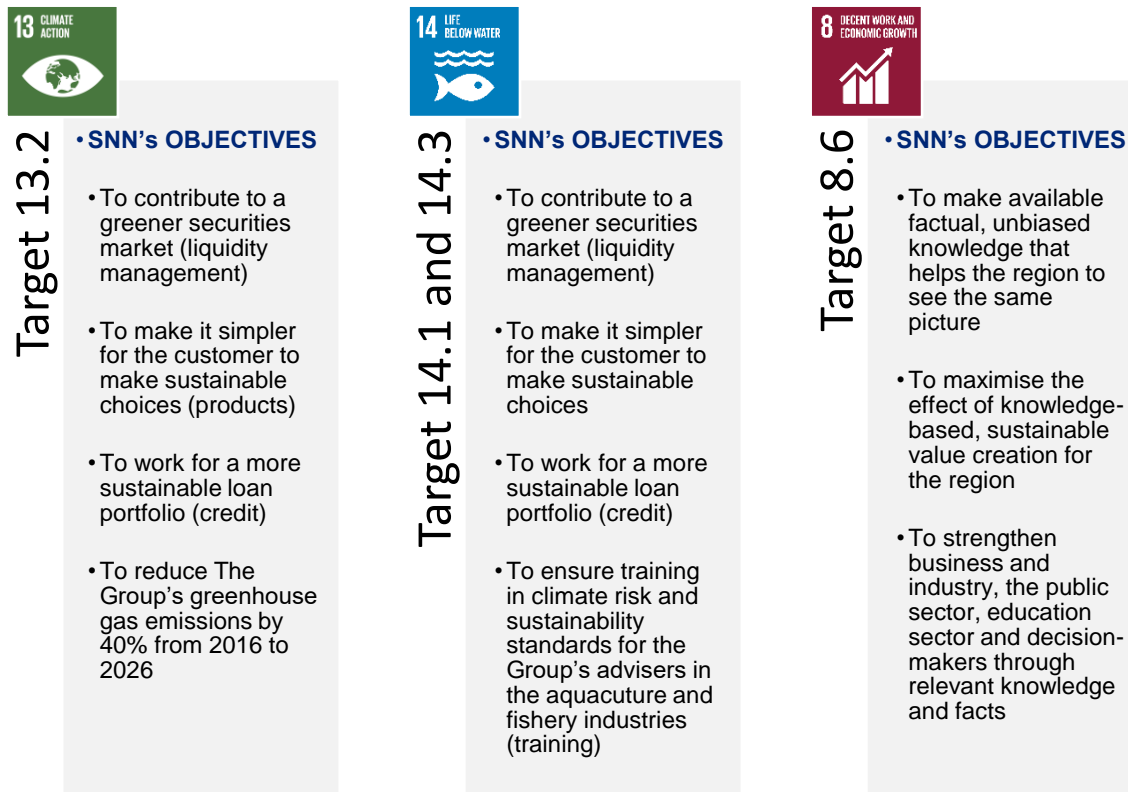 13 CLIMATE
ACTION
Target 13.2
• SNN's OBJECTIVES
• To contribute to a
greener securities
market (liquidity
management)
• To make it simpler
for the customer to
make sustainable
choices (products)
• To work for a more
sustainable loan
portfolio (credit)
• To reduce The
Group's greenhouse
gas emissions by
40% from 2016 to
2026
14 LIFE
BELOW WATER
Target 14.1 and 14.3
• SNN's OBJECTIVES
• To contribute to a
greener securities
market (liquidity
management)
• To make it simpler
for the customer to
make sustainable
choices
• To work for a more
sustainable loan
portfolio (credit)
• To ensure training
in climate risk and
sustainability
standards for the
Group's advisers in
the aquacuture and
fishery industries
(training)
8 DECENT WORK AND
ECONOMIC GROWTH
Target 8.6
• SNN's OBJECTIVES
• To make available
factual, unbiased
knowledge that
helps the region to
see the same
picture
• To maximise the
effect of knowledge-
based, sustainable
value creation for
the region
• To strengthen
business and
industry, the public
sector, education
sector and decision-
makers through
relevant knowledge
and facts